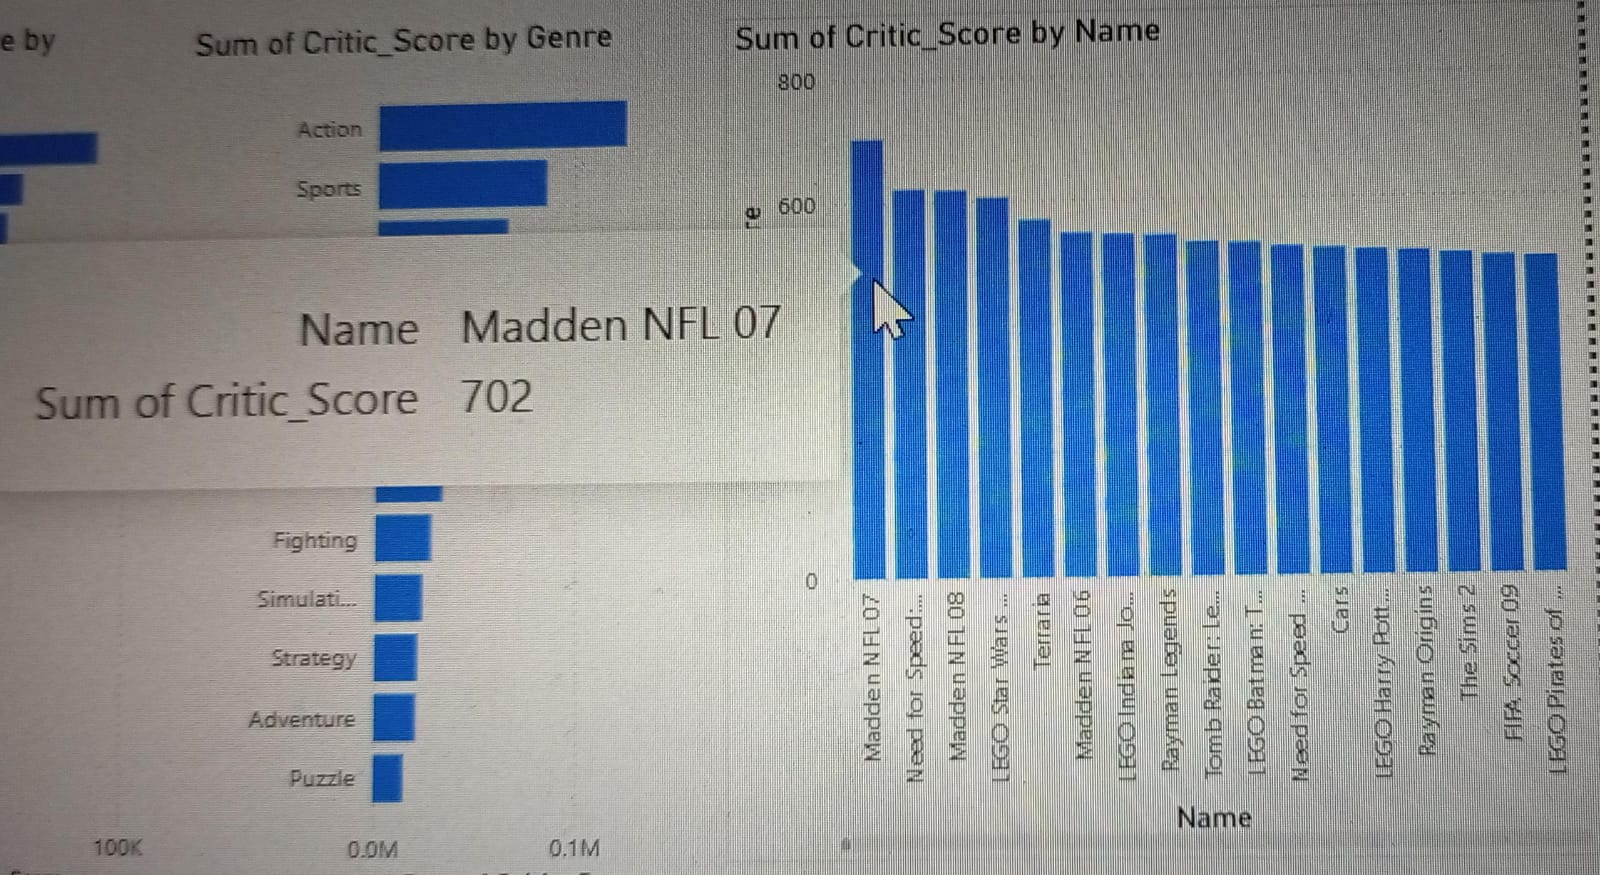 e by
Sum of Critic_Score by Genre
Sum of Critic_Score by Name
Action
Sports
Name Madden NFL 07
Sum of Critic_Score 702
Fighting
Simulati...
Strategy
Adventure
Puzzle
100K
0.0M
0.1M
800
600
re
0
Madden NFL 07
Need for Speed:...
Madden NFL 08
LEGO Star Wars ...
Terraria
Madden NFL 06
LEGO Indiana Jo...
Rayman Legends
Tomb Raider: Le...
LEGO Batman: T...
Need for Speed ...
Cars
LEGO Harry Pott...
Rayman Origins
The Sims 2
FIFA Soccer 09
LEGO Pirates of ...
Name